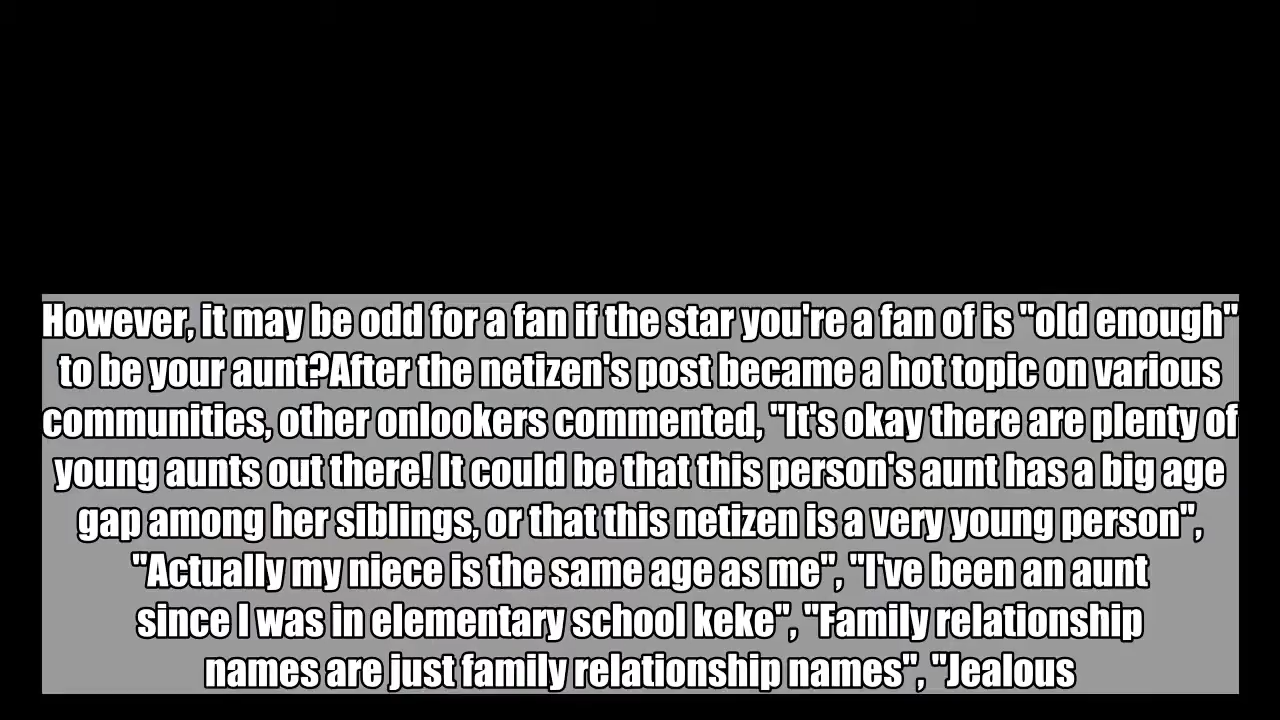 However, it may be odd for a fan if the star you're a fan of is "old enough"
to be your aunt?After the netizen's post became a hot topic on various
communities, other onlookers commented, "It's okay there are plenty of
young aunts out there! It could be that this person's aunt has a big age
gap among her siblings, or that this netizen is a very young person",
"Actually my niece is the same age as me", "I've been an aunt
since I was in elementary school keke", "Family relationship
names are just family relationship names", "Jealous